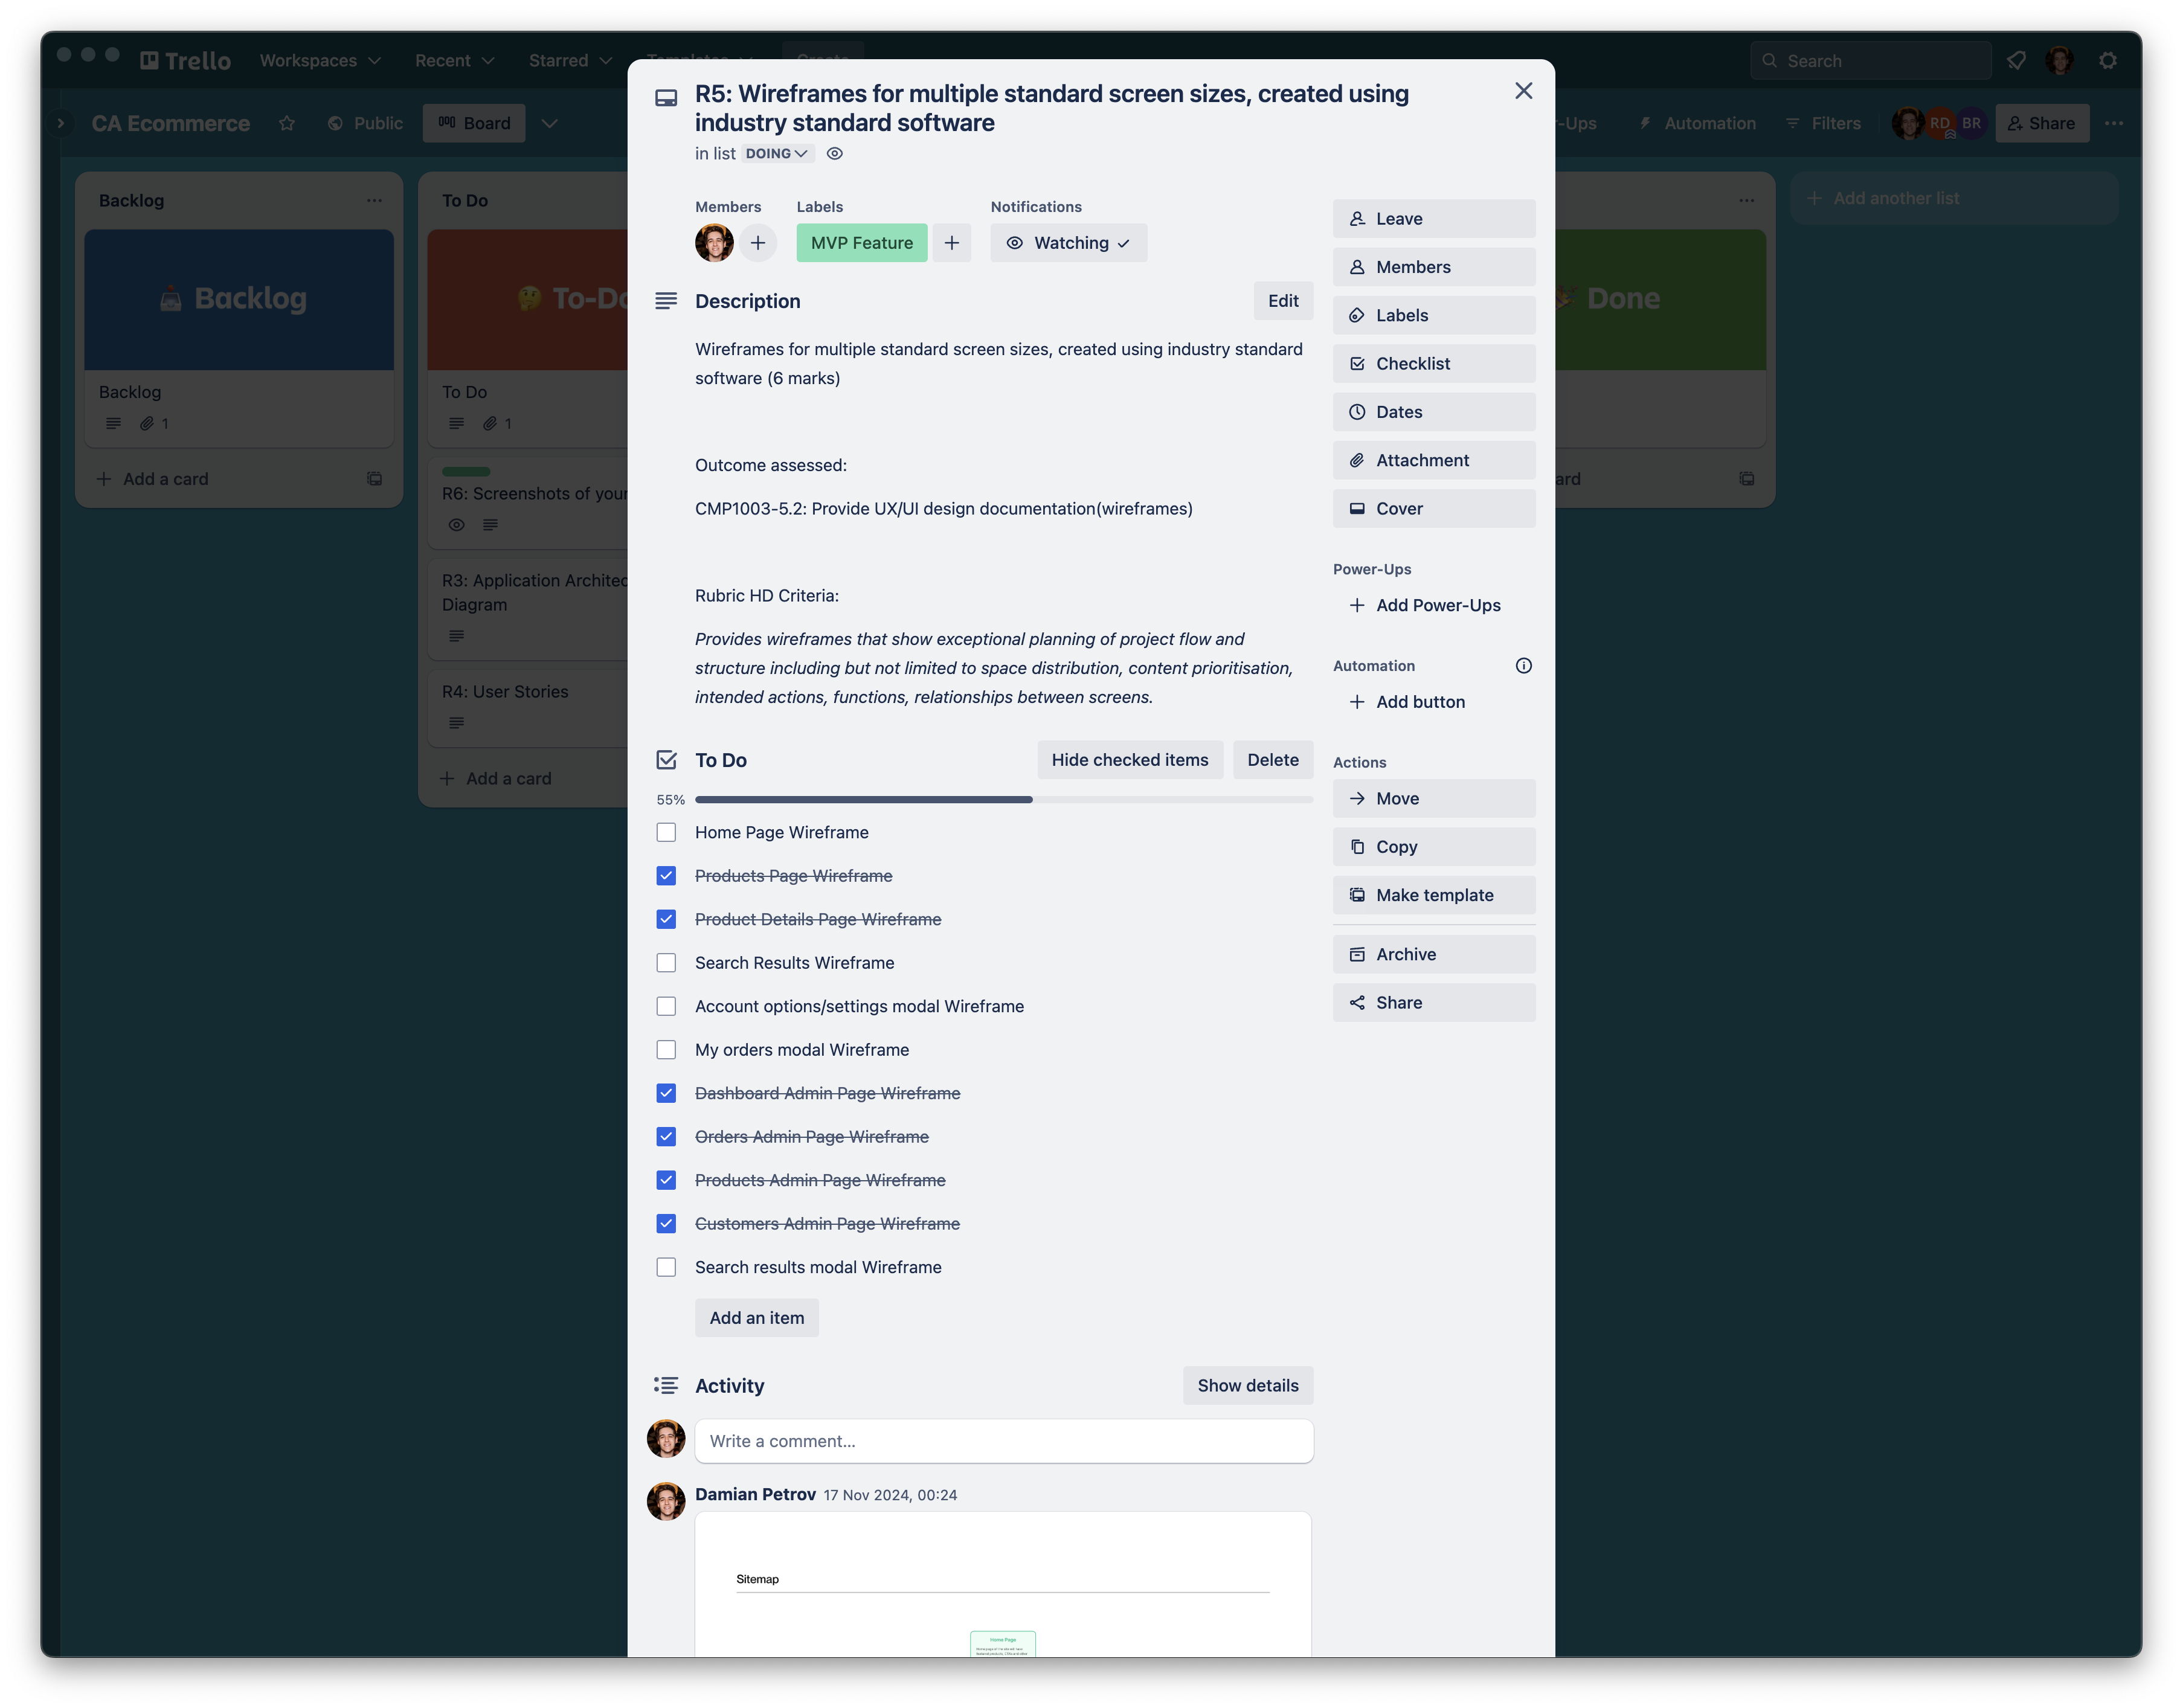 Trello
Workspaces
Recent
Starred
Templates
Create
Search
CA Ecommerce
Public
Board
r-Ups
Automation
Filters
RD
BR
Share
Backlog
Backlog
Backlog
1
Add a card
To Do
To-Do
To Do
1
R6: Screenshots of your
R3: Application Architec
Diagram
R4: User Stories
Add a card
R5: Wireframes for multiple standard screen sizes, created using
industry standard software
in list DOING
Members
Labels
MVP Feature
Notifications
Watching
Description
Edit
Wireframes for multiple standard screen sizes, created using industry standard
software (6 marks)
Outcome assessed:
CMP1003-5.2: Provide UX/UI design documentation(wireframes)
Rubric HD Criteria:
Provides wireframes that show exceptional planning of project flow and
structure including but not limited to space distribution, content prioritisation,
intended actions, functions, relationships between screens.
To Do
Hide checked items
Delete
55%
Home Page Wireframe
Products Page Wireframe
Product Details Page Wireframe
Search Results Wireframe
Account options/settings modal Wireframe
My orders modal Wireframe
Dashboard Admin Page Wireframe
Orders Admin Page Wireframe
Products Admin Page Wireframe
Customers Admin Page Wireframe
Search results modal Wireframe
Add an item
Activity
Show details
Write a comment...
Damian Petrov 17 Nov 2024, 00:24
Sitemap
Home Page
Leave
Members
Labels
Checklist
Dates
Attachment
Cover
Power-Ups
Add Power-Ups
Automation
Add button
Actions
Move
Copy
Make template
Archive
Share
Done
ard
Add another list